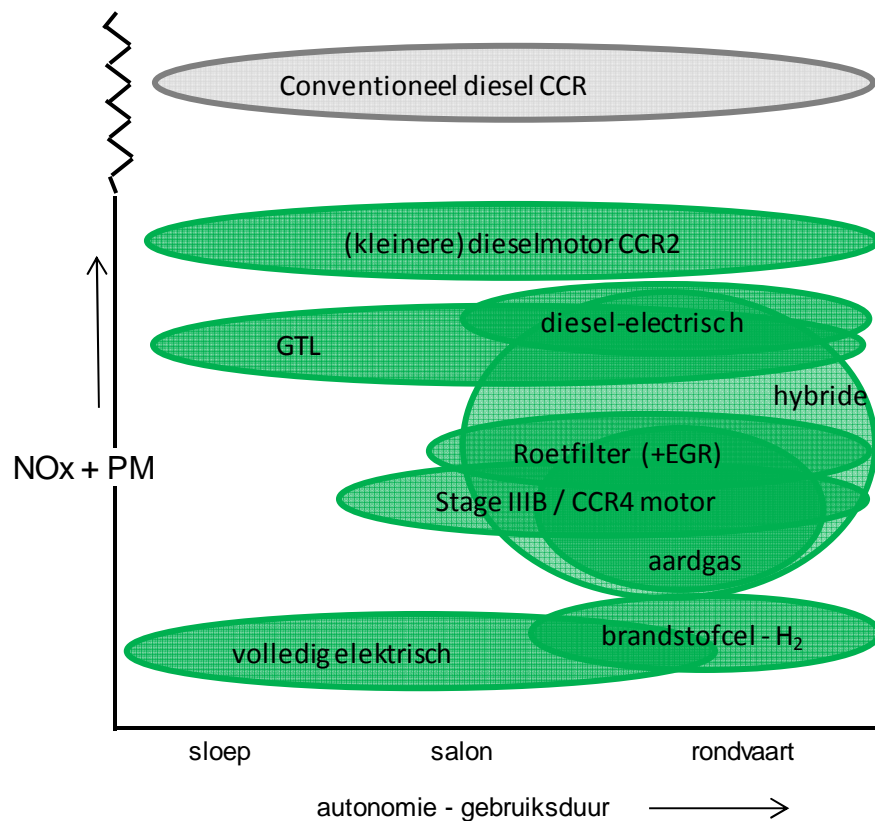 Conventioneel diesel CCR
(kleinere) dieselmotor CCR2
diesel-electrisch
GTL
hybride
Roetfilter (+EGR)
NOx + PM
Stage IIIB / CCR4 motor
aardgas
brandstofcel - H₂
volledig elektrisch
sloep salon rondvaart
autonomie - gebruiksduur